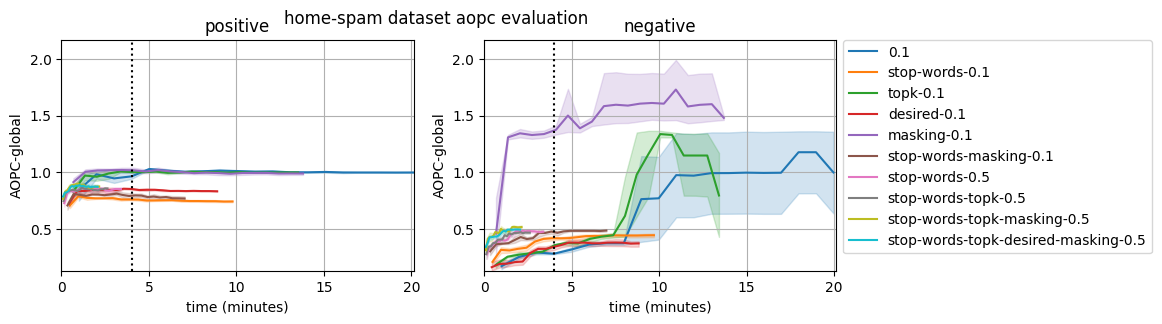 home-spam dataset aopc evaluation
positive
negative
AOPC-global
2.0
1.5
1.0
0.5
0
5
10
15
20
time (minutes)
AOPC-global
2.0
1.5
1.0
0.5
0
5
10
15
20
time (minutes)
0.1
stop-words-0.1
topk-0.1
desired-0.1
masking-0.1
stop-words-masking-0.1
stop-words-0.5
stop-words-topk-0.5
stop-words-topk-masking-0.5
stop-words-topk-desired-masking-0.5